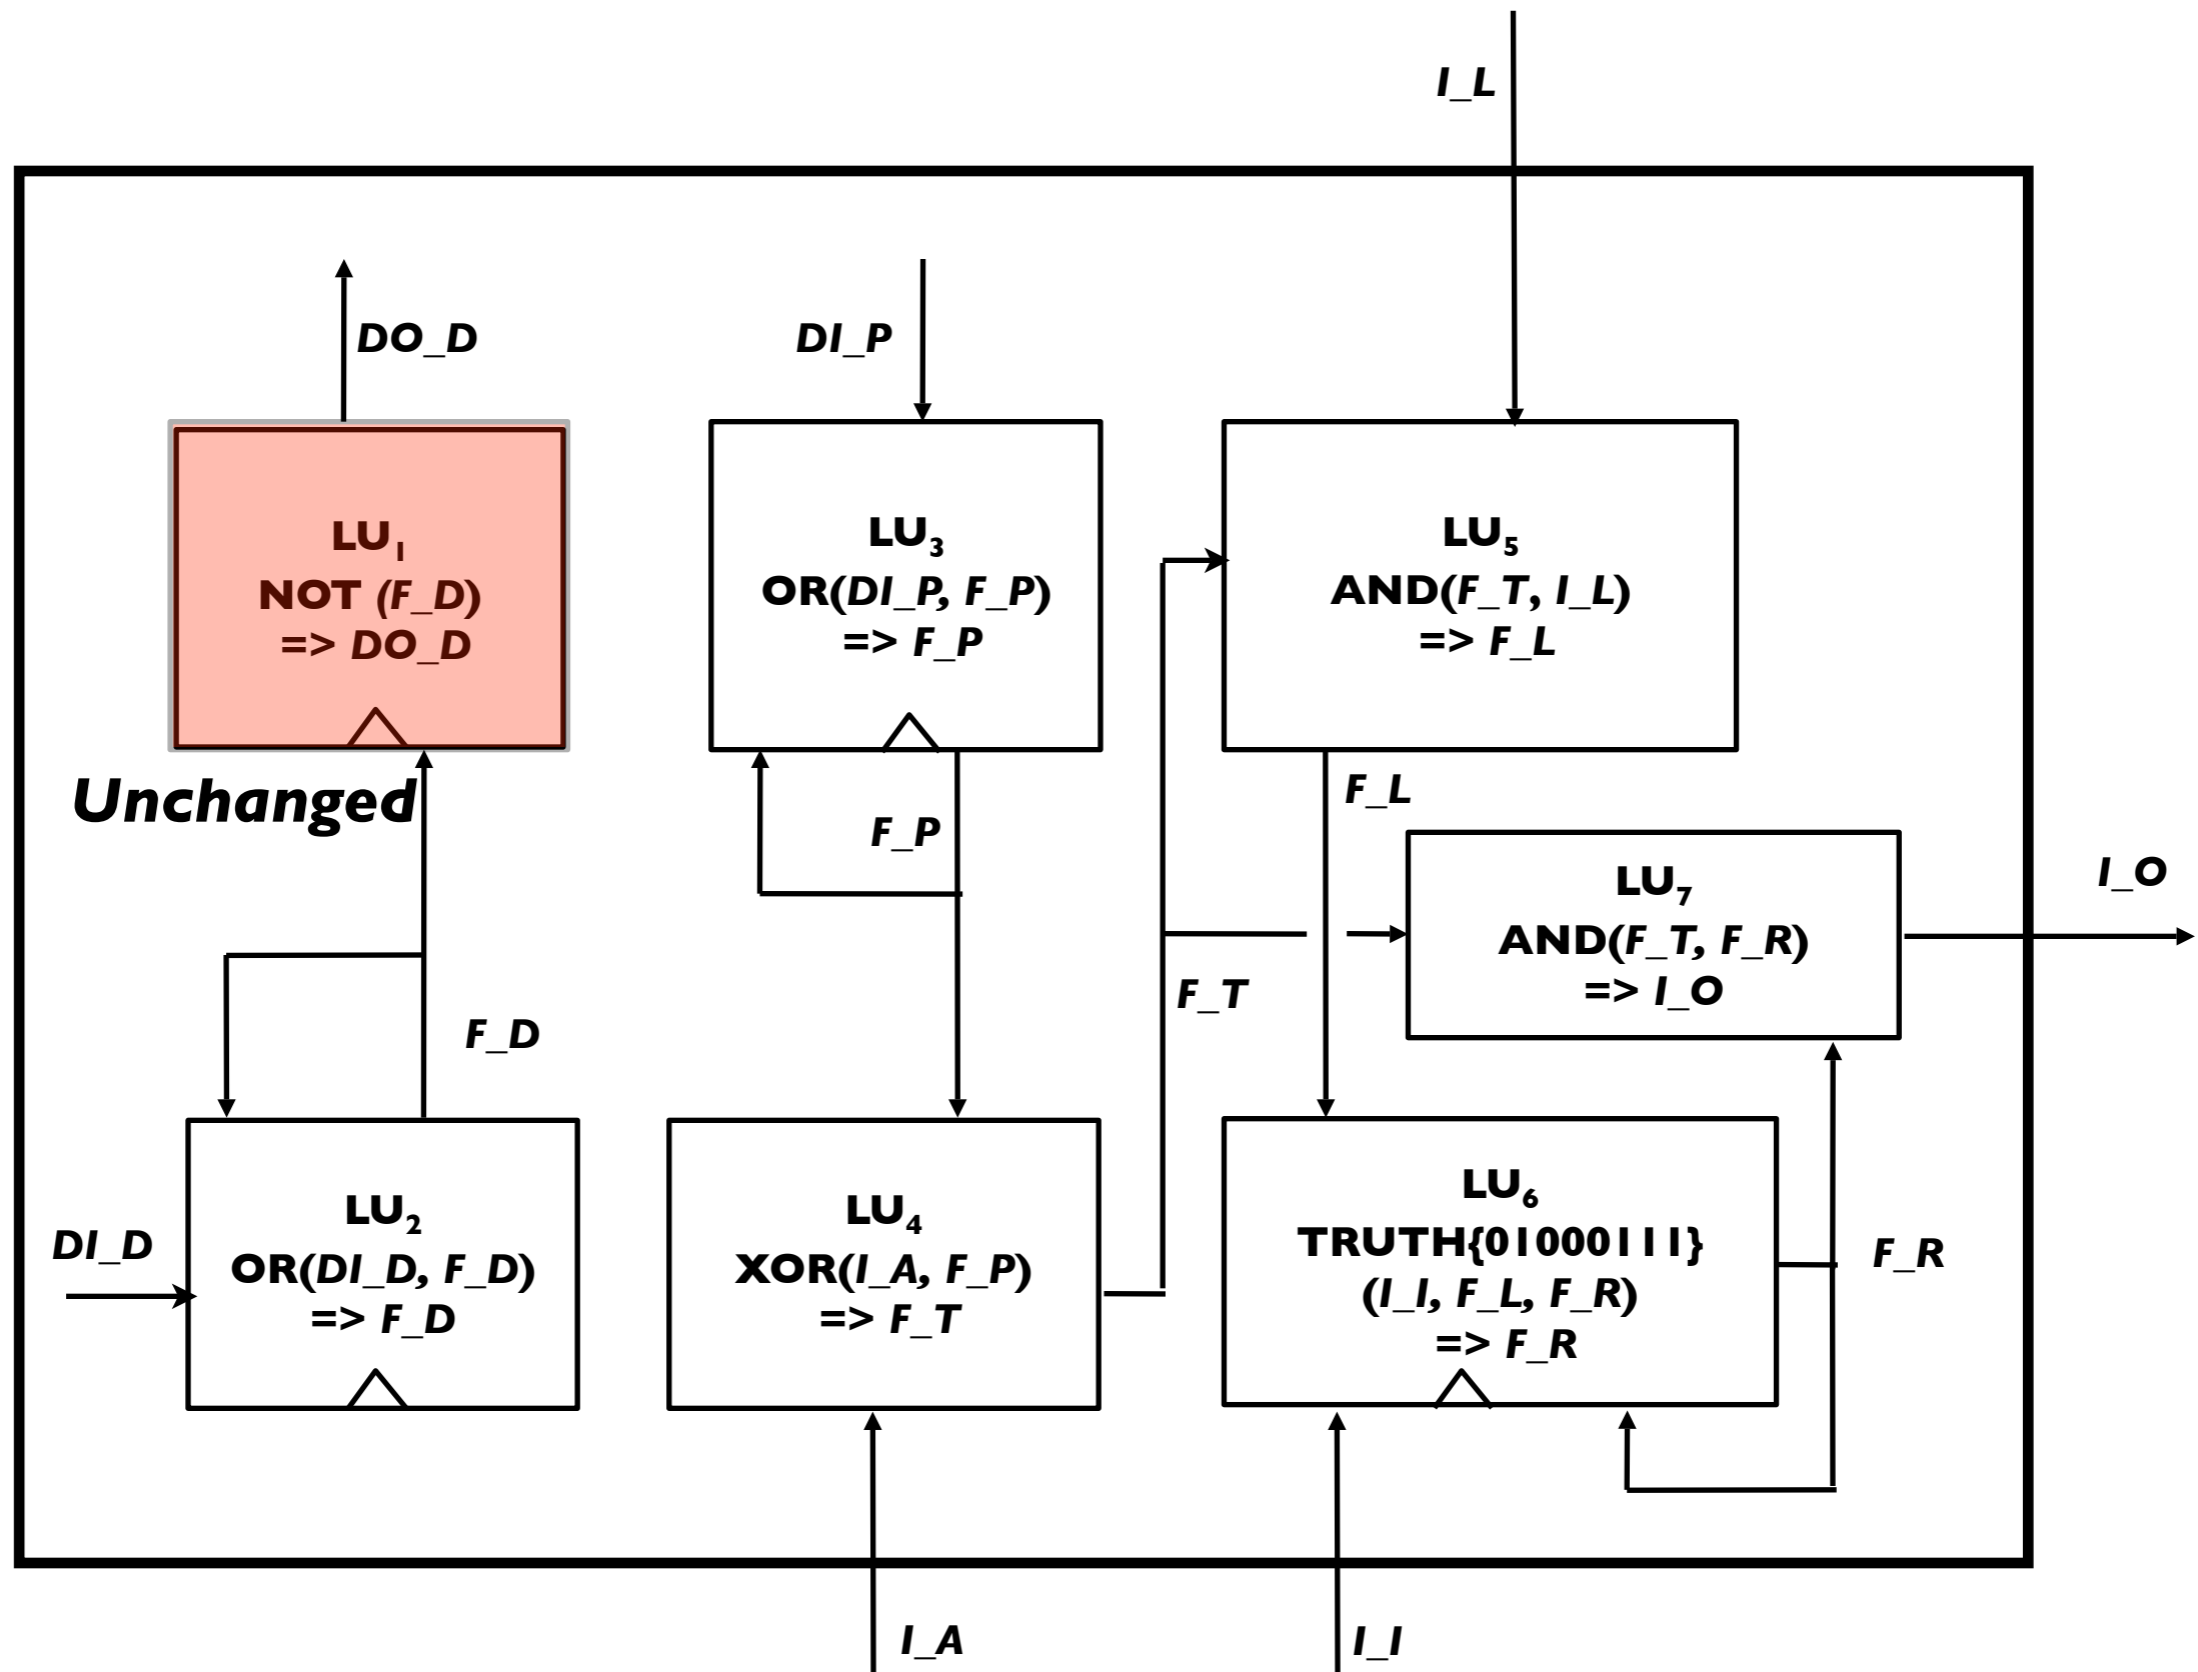 I_L
DO_D
DI_P
LU1
NOT (F_D)
=> DO_D
LU3
OR(DI_P, F_P)
=> F_P
LU5
AND(F_T, I_L)
=> F_L
Unchanged
F_P
F_L
LU7
AND(F_T, F_R)
=> I_O
I_O
F_D
F_T
DI_D
LU2
OR(DI_D, F_D)
=> F_D
LU4
XOR(I_A, F_P)
=> F_T
LU6
TRUTH{01000111}
(I_I, F_L, F_R)
=> F_R
F_R
I_A
I_I